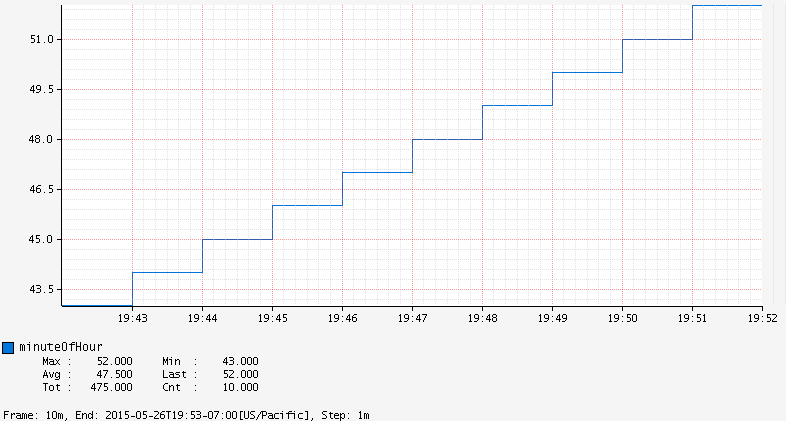 51.0
49.5
48.0
46.5
45.0
43.5
19:43 19:44 19:45 19:46 19:47 19:48 19:49 19:50 19:51 19:52
minuteOfHour
Max : 52.000 Min : 43.000
Avg : 47.500 Last : 52.000
Tot : 475.000 Cnt : 10.000
Frame: 10m, End: 2015-05-26T19:53-07:00[US/Pacific], Step: 1m